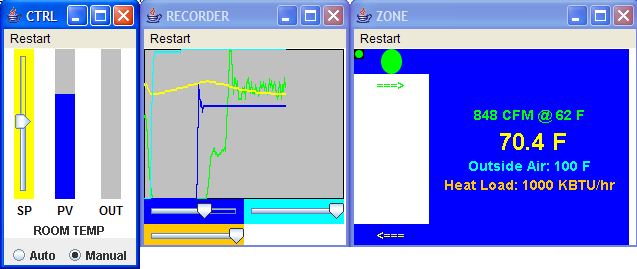 CTRL
Restart
SP PV OUT
ROOM TEMP
Auto Manual
RECORDER
Restart
ZONE
Restart
===>
848 CFM @ 62 F
70.4 F
Outside Air: 100 F
Heat Load: 1000 KBTU/hr
<===